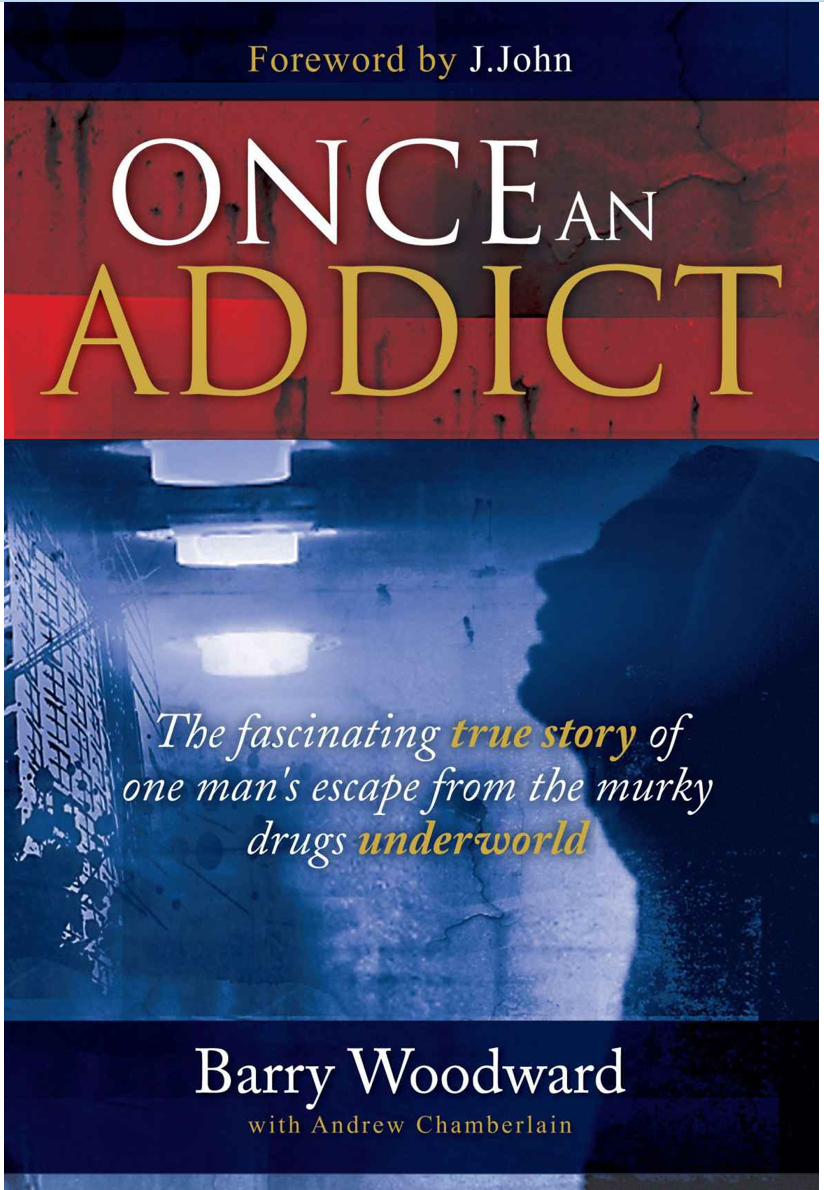 Foreword by J.John
ONCE AN
ADDICT
The fascinating true story of
one man's escape from the murky
drugs underworld
Barry Woodward
with Andrew Chamberlain